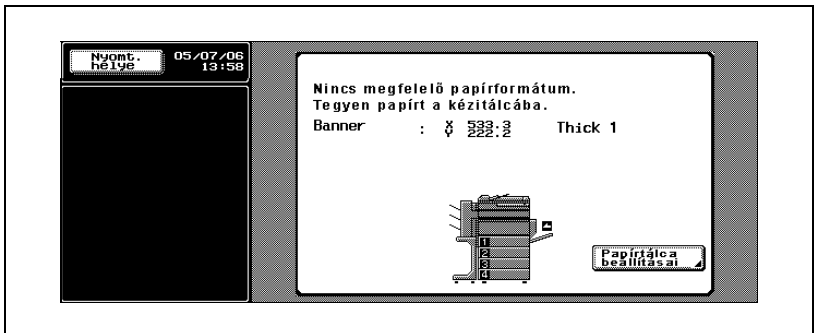 Nyomt.
helye
05/07/06
13:58
Nincs megfelelõ papírformátum.
Tegyen papírt a kézitálcába.
Banner : X 533.3 Thick 1
Y 222.2
1
2
3
4
Papírtálca
beállításai